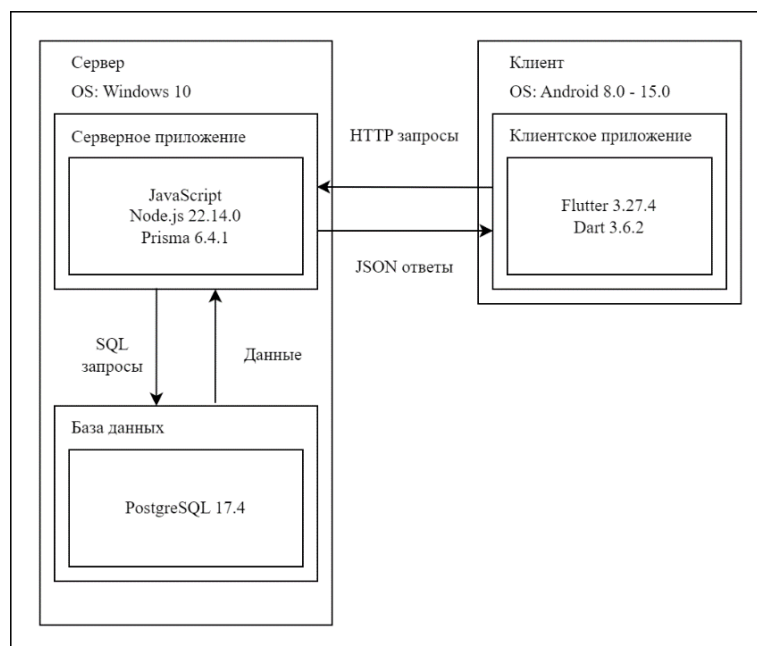 Сервер
OS: Windows 10
Серверное приложение
JavaScript
Node.js 22.14.0
Prisma 6.4.1
SQL
запросы
Данные
База данных
PostgreSQL 17.4
HTTP запросы
JSON ответы
Клиент
OS: Android 8.0 - 15.0
Клиентское приложение
Flutter 3.27.4
Dart 3.6.2